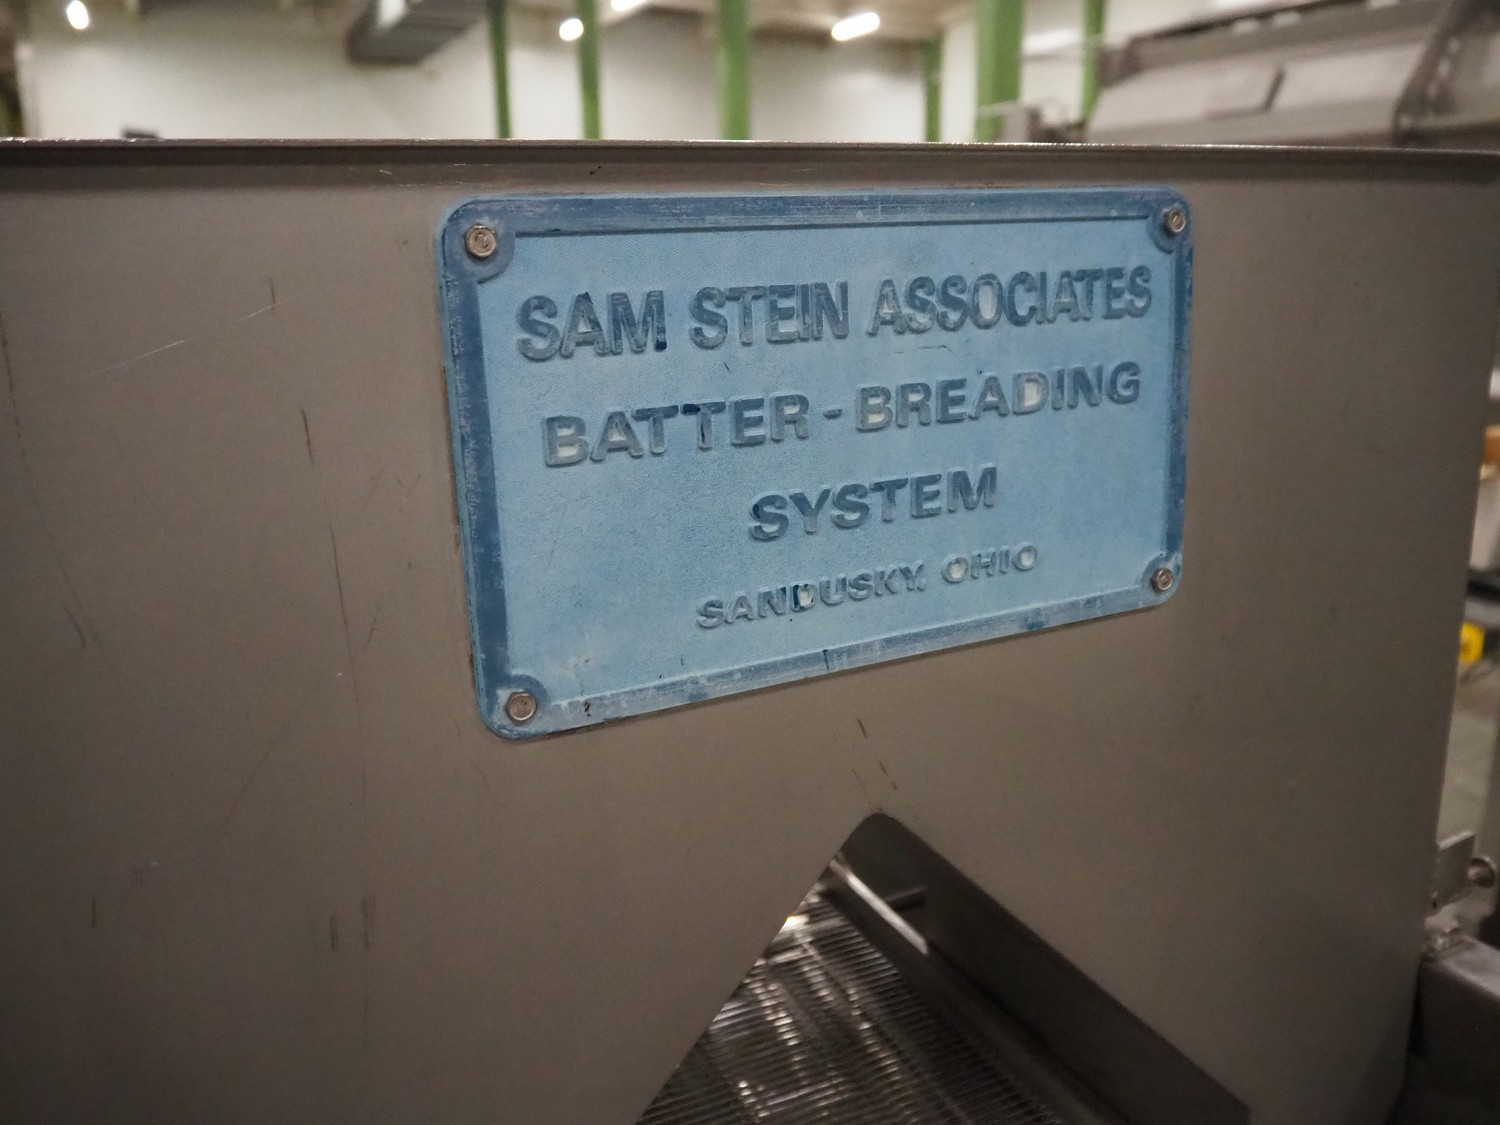 SAM STEIN ASSOCIATES
BATTER-BREADING
SYSTEM
SANDUSKY, OHIO